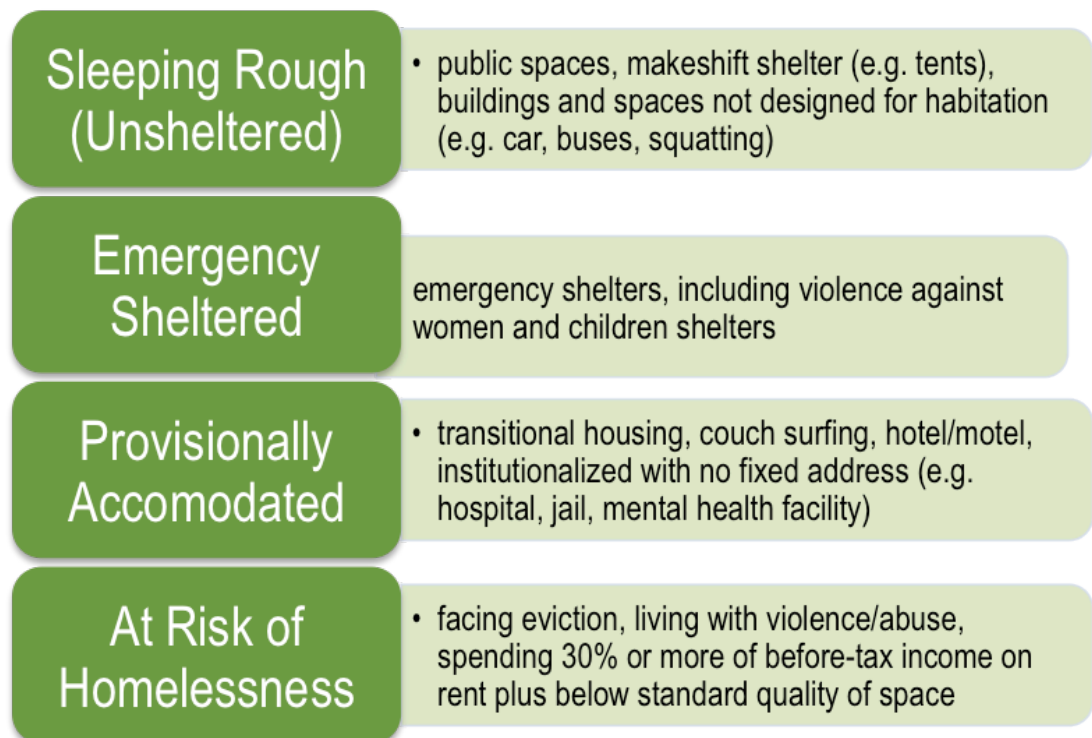 Sleeping Rough
(Unsheltered)
• public spaces, makeshift shelter (e.g. tents),
buildings and spaces not designed for habitation
(e.g. car, buses, squatting)
Emergency
Sheltered
emergency shelters, including violence against
women and children shelters
Provisionally
Accomodated
• transitional housing, couch surfing, hotel/motel,
institutionalized with no fixed address (e.g.
hospital, jail, mental health facility)
At Risk of
Homelessness
• facing eviction, living with violence/abuse,
spending 30% or more of before-tax income on
rent plus below standard quality of space